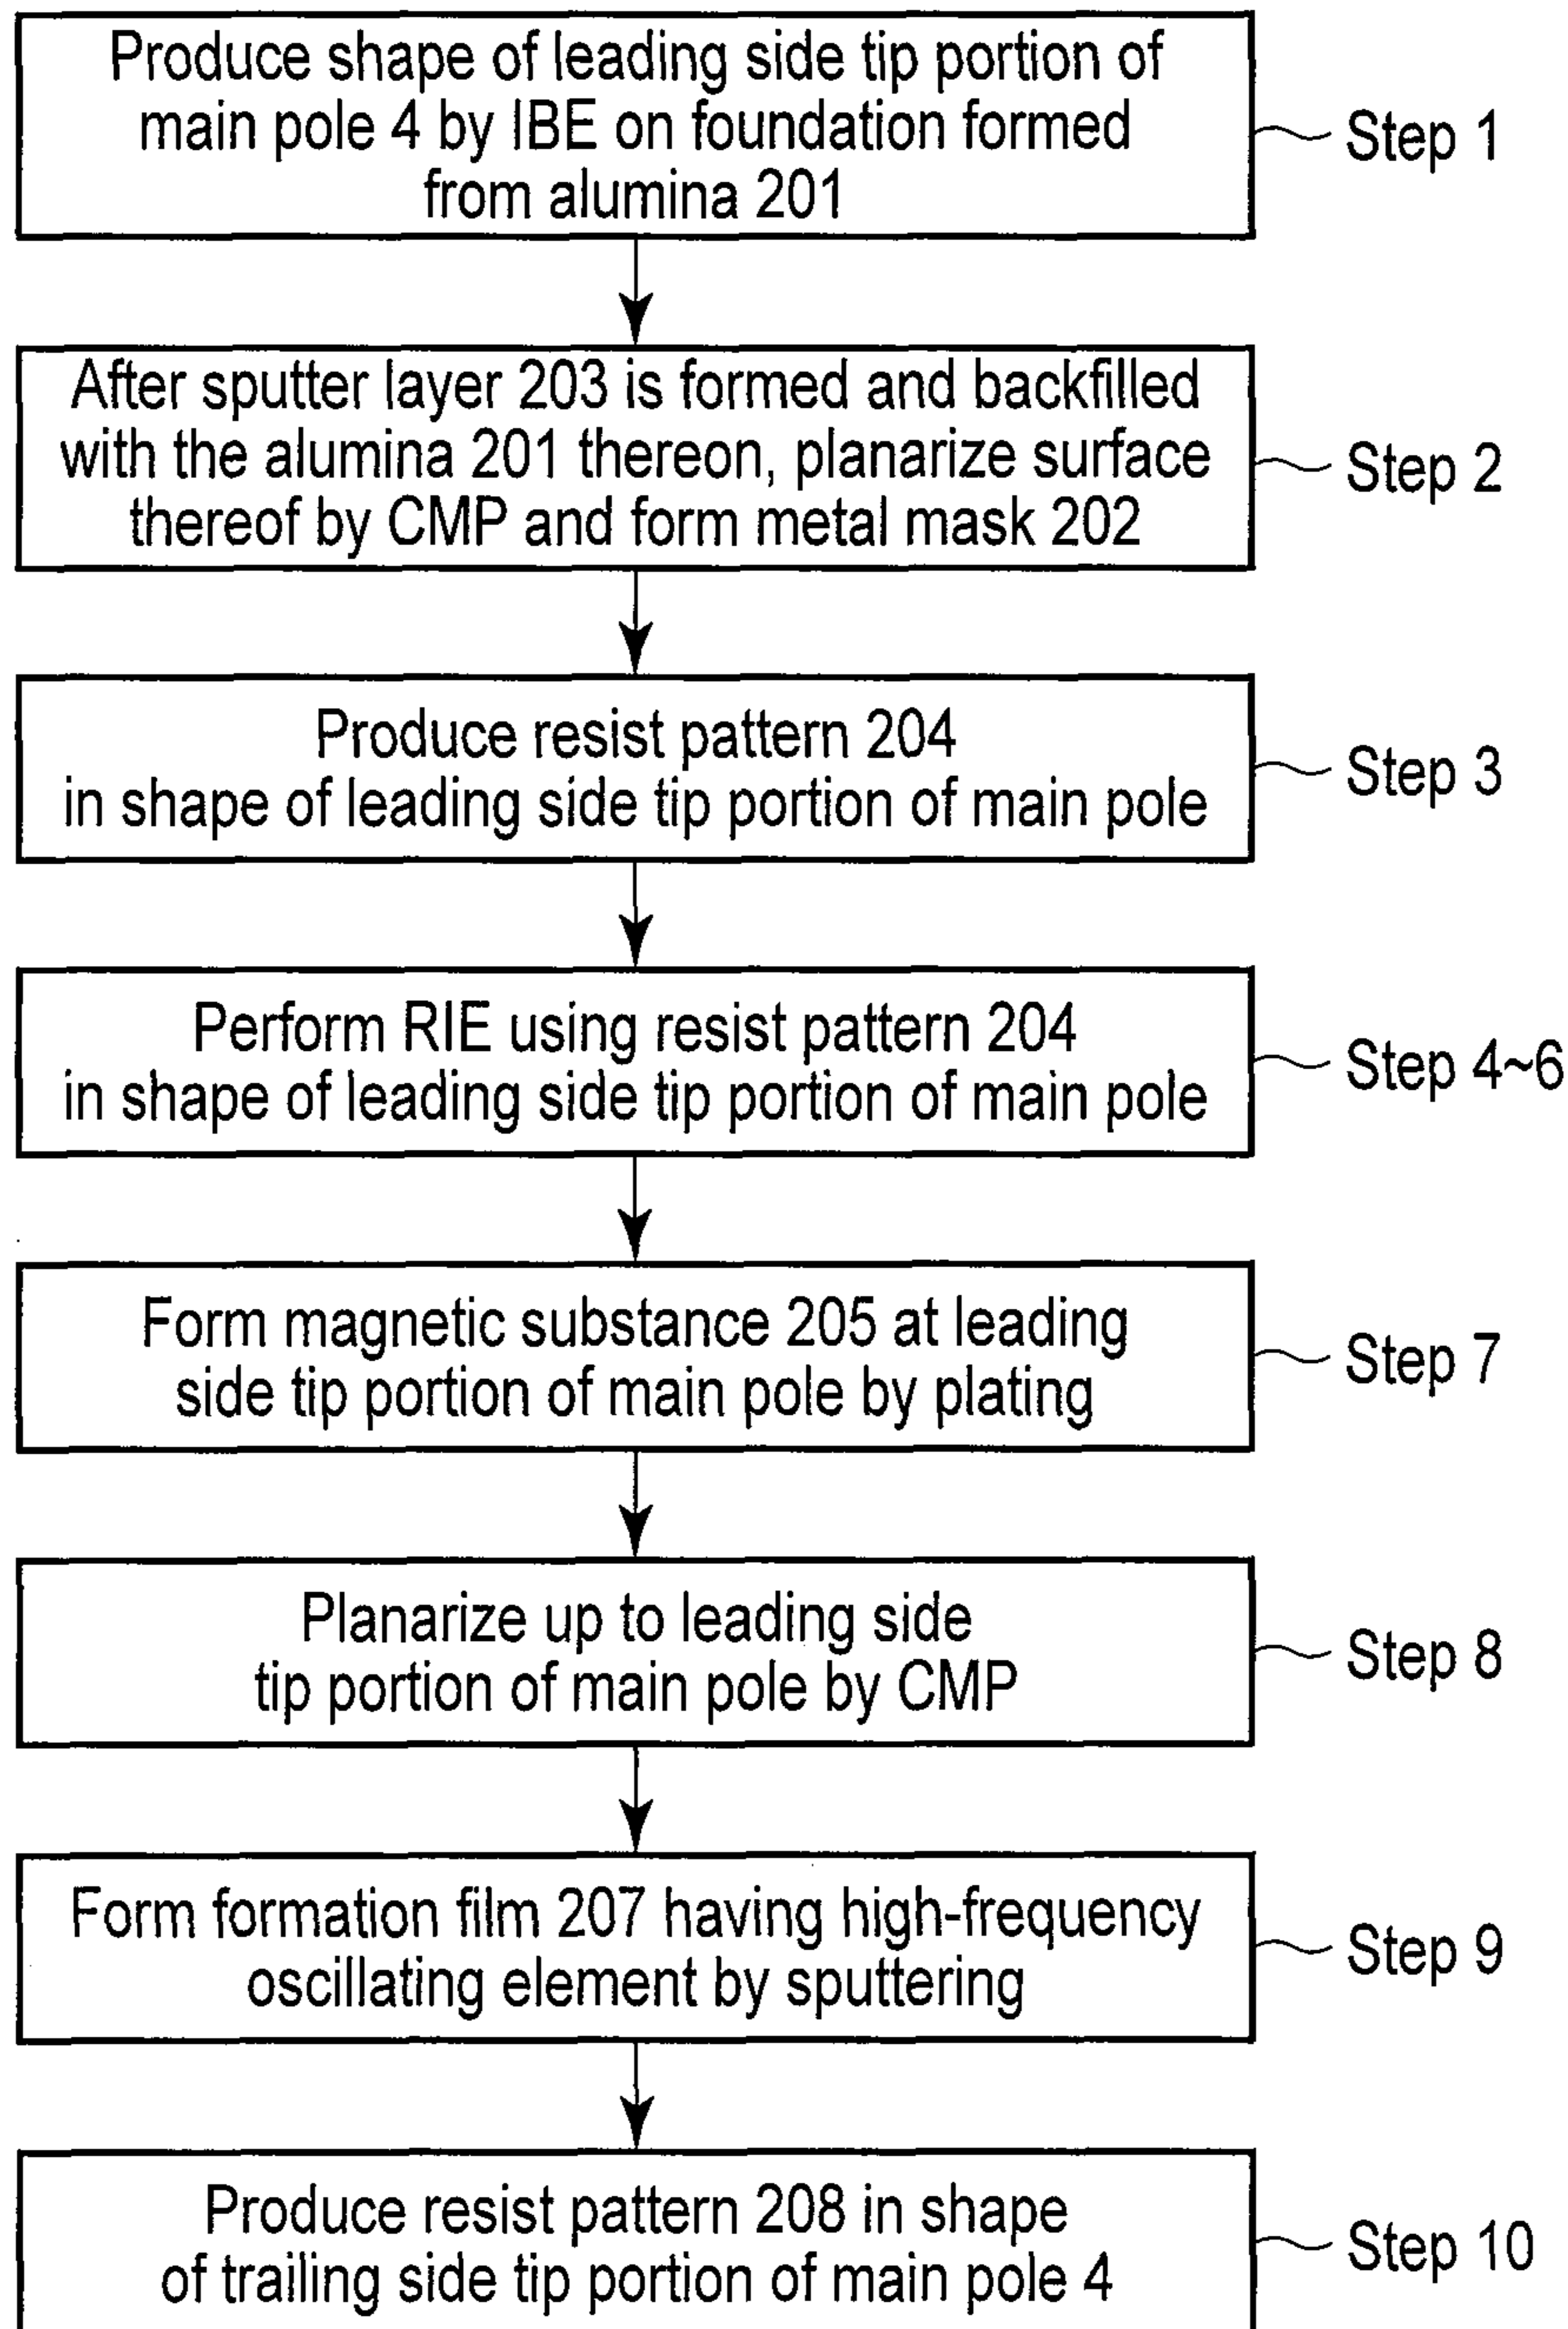 Produce shape of leading side tip portion of
main pole 4 by IBE on foundation formed
from alumina 201
Step 1
After sputter layer 203 is formed and backfilled
with the alumina 201 thereon, planarize surface
thereof by CMP and form metal mask 202
Step 2
Produce resist pattern 204
in shape of leading side tip portion of main pole
Step 3
Perform RIE using resist pattern 204
in shape of leading side tip portion of main pole
Step 4~6
Form magnetic substance 205 at leading
side tip portion of main pole by plating
Step 7
Planarize up to leading side
tip portion of main pole by CMP
Step 8
Form formation film 207 having high-frequency
oscillating element by sputtering
Step 9
Produce resist pattern 208 in shape
of trailing side tip portion of main pole 4
Step 10